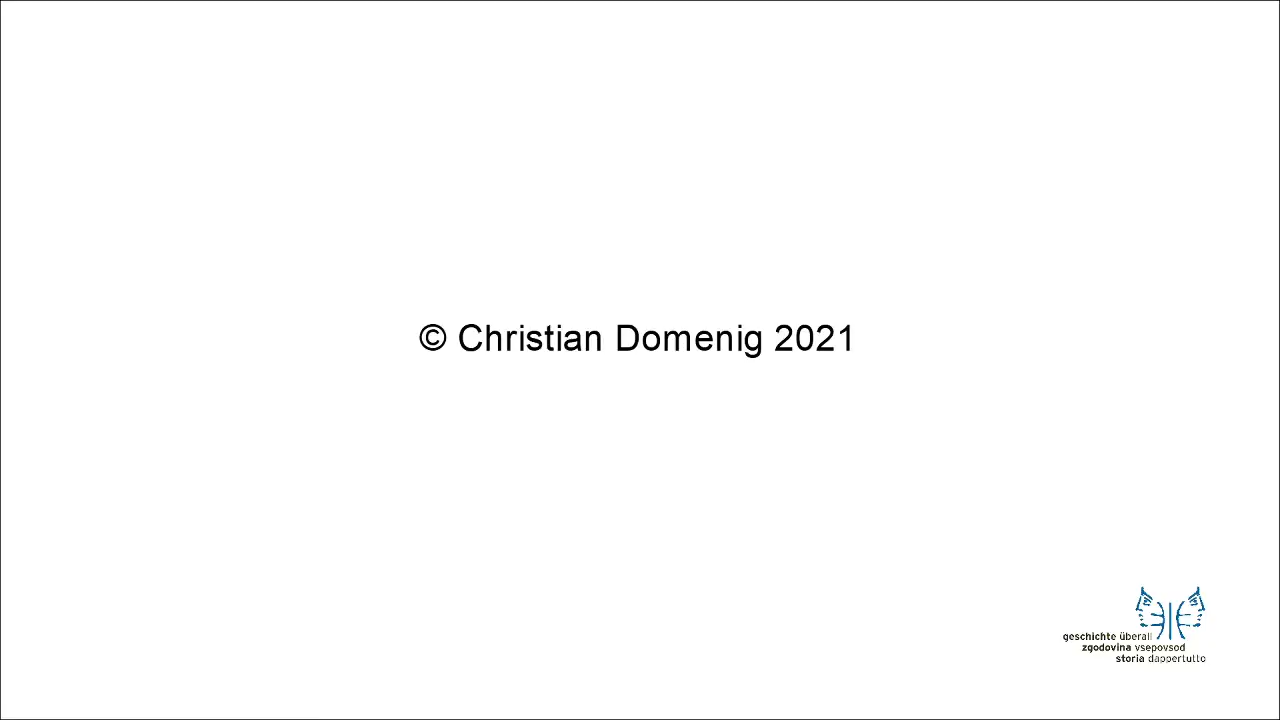 © Christian Domenig 2021
geschichte überall
zgodovina vsepovsod
storia dappertutto